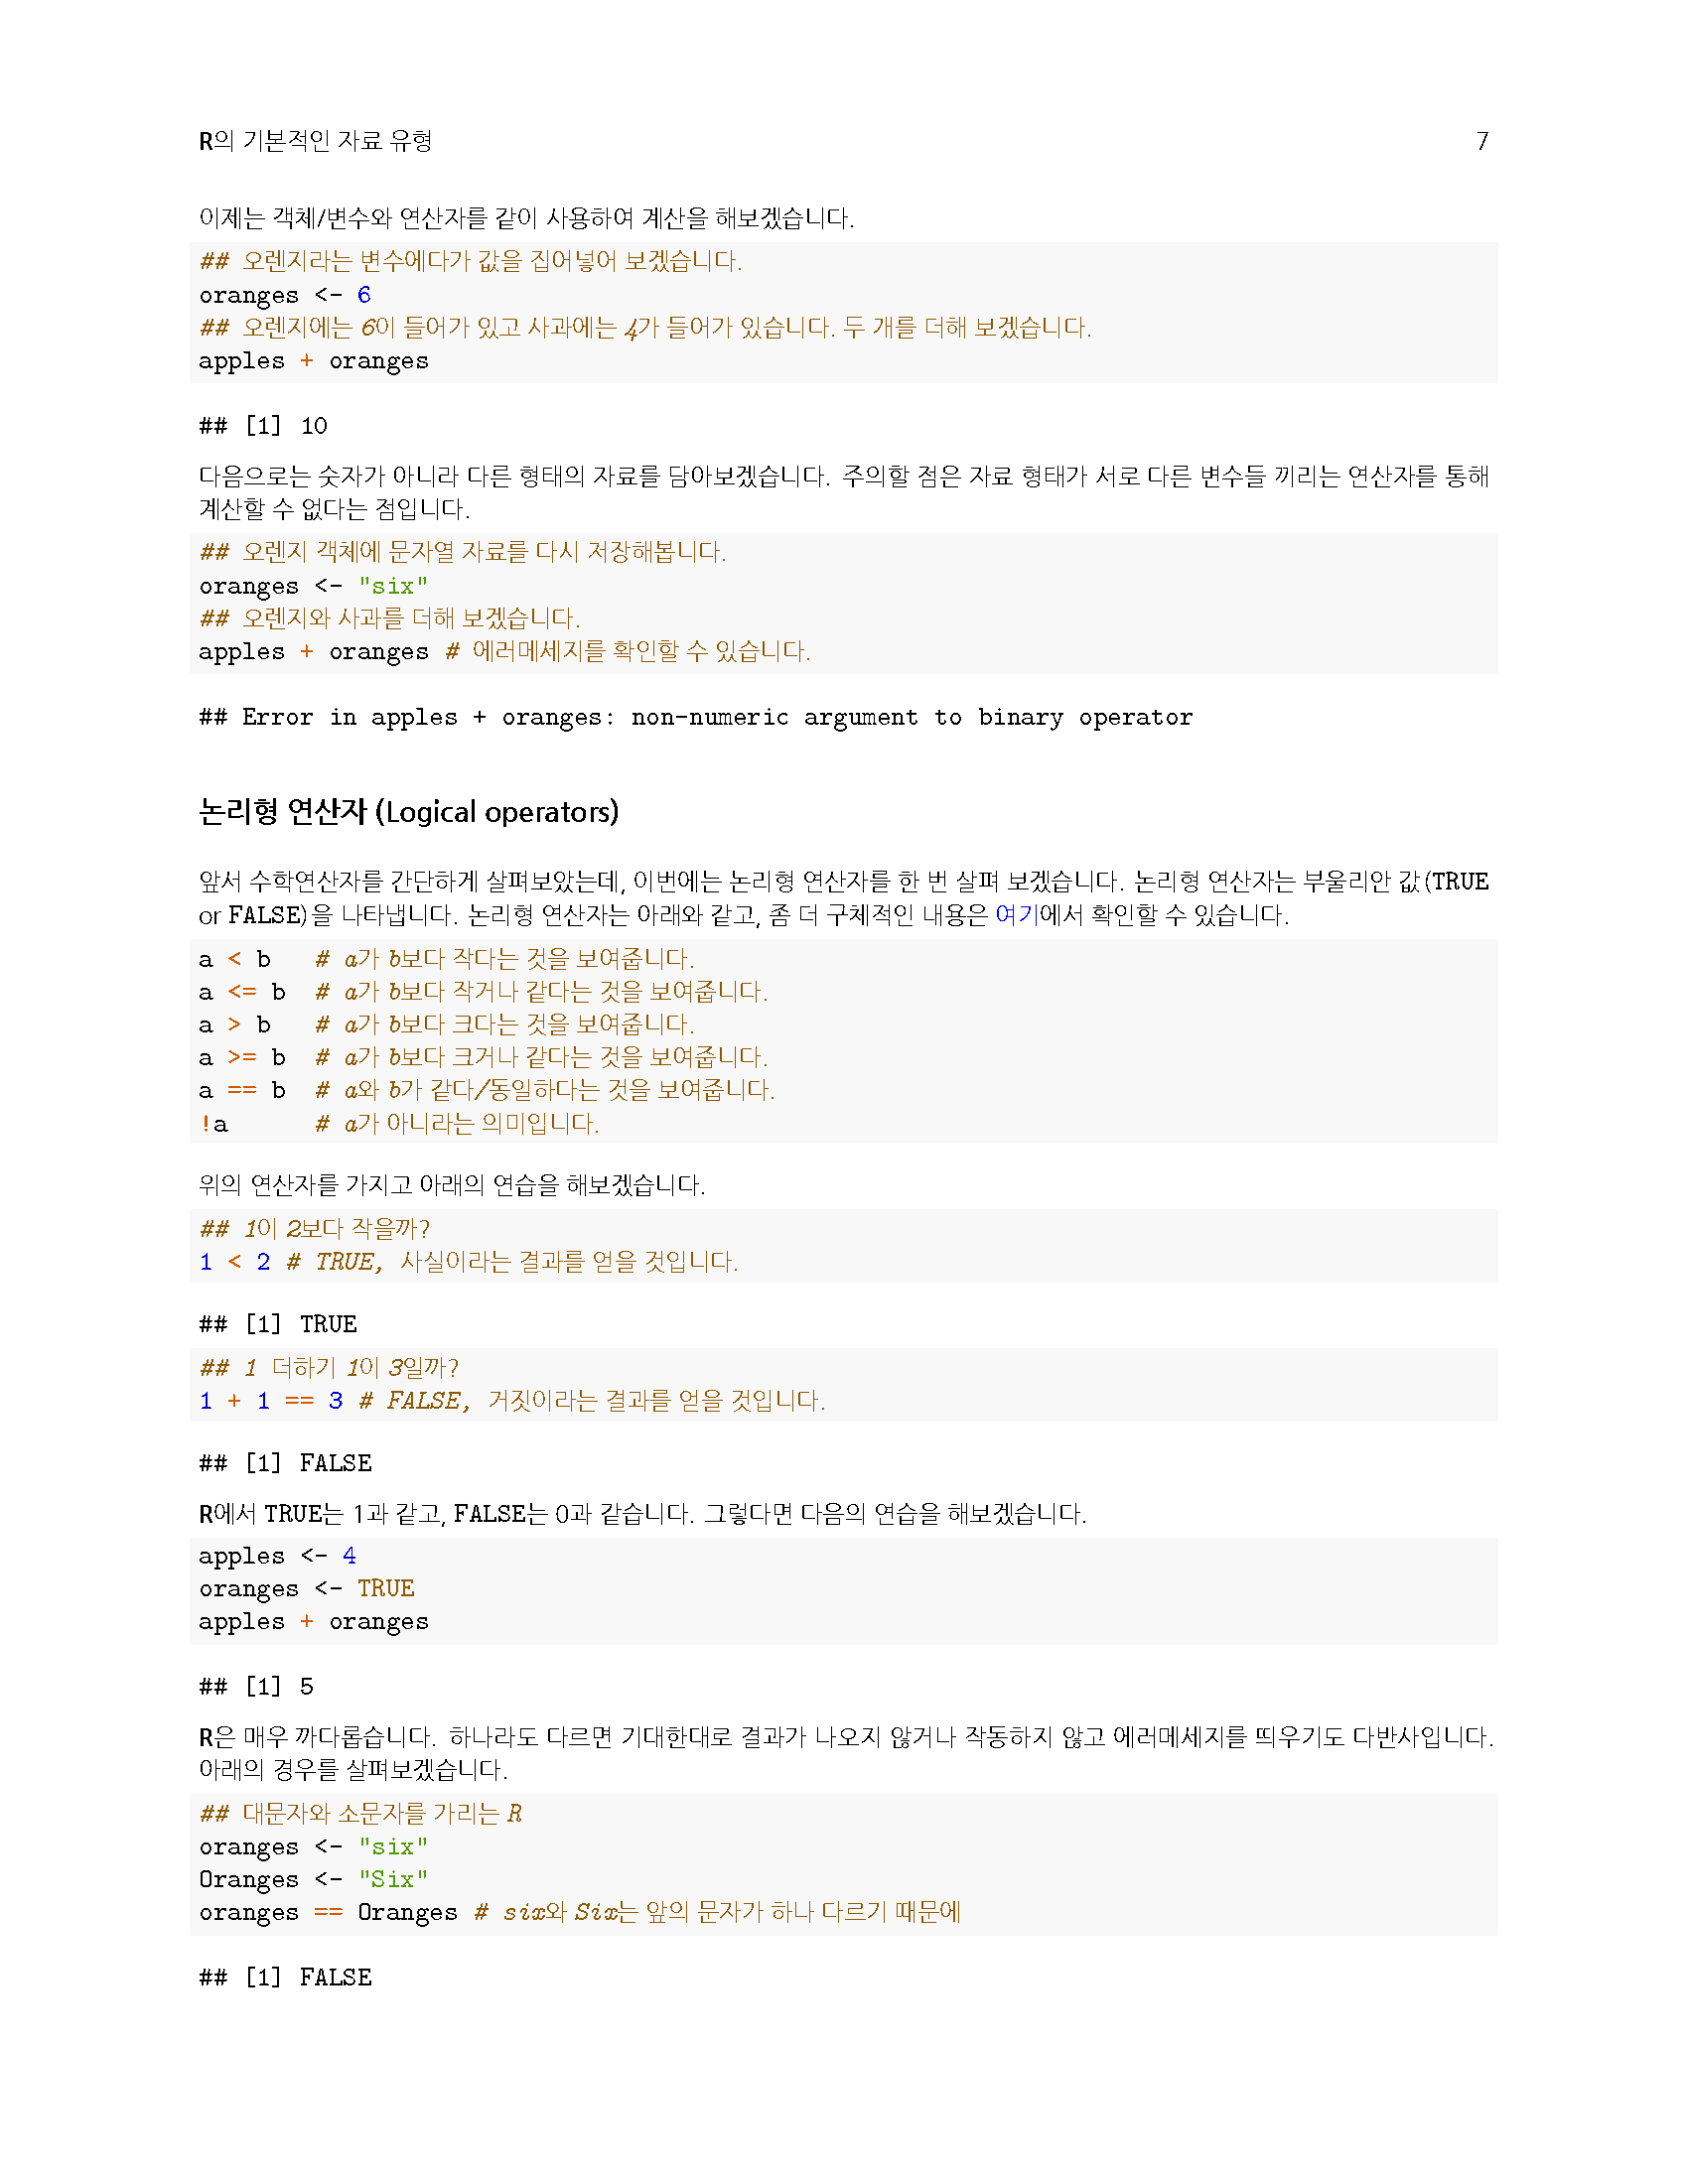 R의 기본적인 자료 유형 7
이제는 객체/변수와 연산자를 같이 사용하여 계산을 해보겠습니다.
## 오렌지라는 변수에다가 값을 집어넣어 보겠습니다.
oranges <- 6
## 오렌지에는 6이 들어가 있고 사과에는 4가 들어가 있습니다. 두 개를 더해 보겠습니다.
apples + oranges
## [1] 10
다음으로는 숫자가 아니라 다른 형태의 자료를 담아보겠습니다. 주의할 점은 자료 형태가 서로 다른 변수들 끼리는 연산자를 통해
계산할 수 없다는 점입니다.
## 오렌지 객체에 문자열 자료를 다시 저장해봅니다.
oranges <- "six"
## 오렌지와 사과를 더해 보겠습니다.
apples + oranges # 에러메세지를 확인할 수 있습니다.
## Error in apples + oranges: non-numeric argument to binary operator
논리형 연산자 (Logical operators)
앞서 수학연산자를 간단하게 살펴보았는데, 이번에는 논리형 연산자를 한 번 살펴 보겠습니다. 논리형 연산자는 부울리안 값(TRUE
or FALSE)을 나타냅니다. 논리형 연산자는 아래와 같고, 좀 더 구체적인 내용은 여기에서 확인할 수 있습니다.
a < b   # a가 b보다 작다는 것을 보여줍니다.
a <= b  # a가 b보다 작거나 같다는 것을 보여줍니다.
a > b   # a가 b보다 크다는 것을 보여줍니다.
a >= b  # a가 b보다 크거나 같다는 것을 보여줍니다.
a == b  # a와 b가 같다/동일하다는 것을 보여줍니다.
!a      # a가 아니라는 의미입니다.
위의 연산자를 가지고 아래의 연습을 해보겠습니다.
## 1이 2보다 작을까?
1 < 2 # TRUE, 사실이라는 결과를 얻을 것입니다.
## [1] TRUE
## 1 더하기 1이 3일까?
1 + 1 == 3 # FALSE, 거짓이라는 결과를 얻을 것입니다.
## [1] FALSE
R에서 TRUE는 1과 같고, FALSE는 0과 같습니다. 그렇다면 다음의 연습을 해보겠습니다.
apples <- 4
oranges <- TRUE
apples + oranges
## [1] 5
R은 매우 까다롭습니다. 하나라도 다르면 기대한대로 결과가 나오지 않거나 작동하지 않고 에러메세지를 띄우기도 다반사입니다.
아래의 경우를 살펴보겠습니다.
## 대문자와 소문자를 가리는 R
oranges <- "six"
Oranges <- "Six"
oranges == Oranges # six와 Six는 앞의 문자가 하나 다르기 때문에
## [1] FALSE